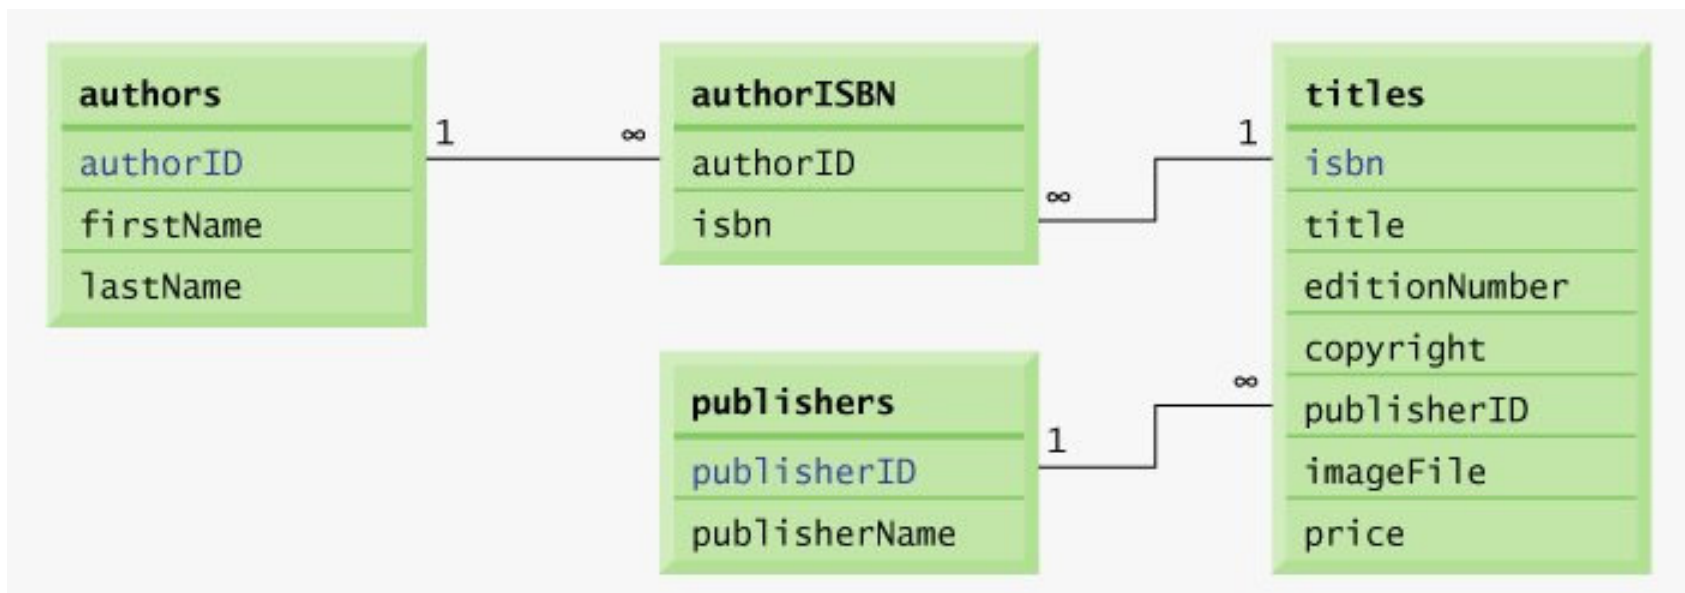 authors
authorID
firstName
lastName
1
∞
authorISBN
authorID
isbn
∞
1
publishers
publisherID
publisherName
1
∞
titles
isbn
title
editionNumber
copyright
publisherID
imageFile
price